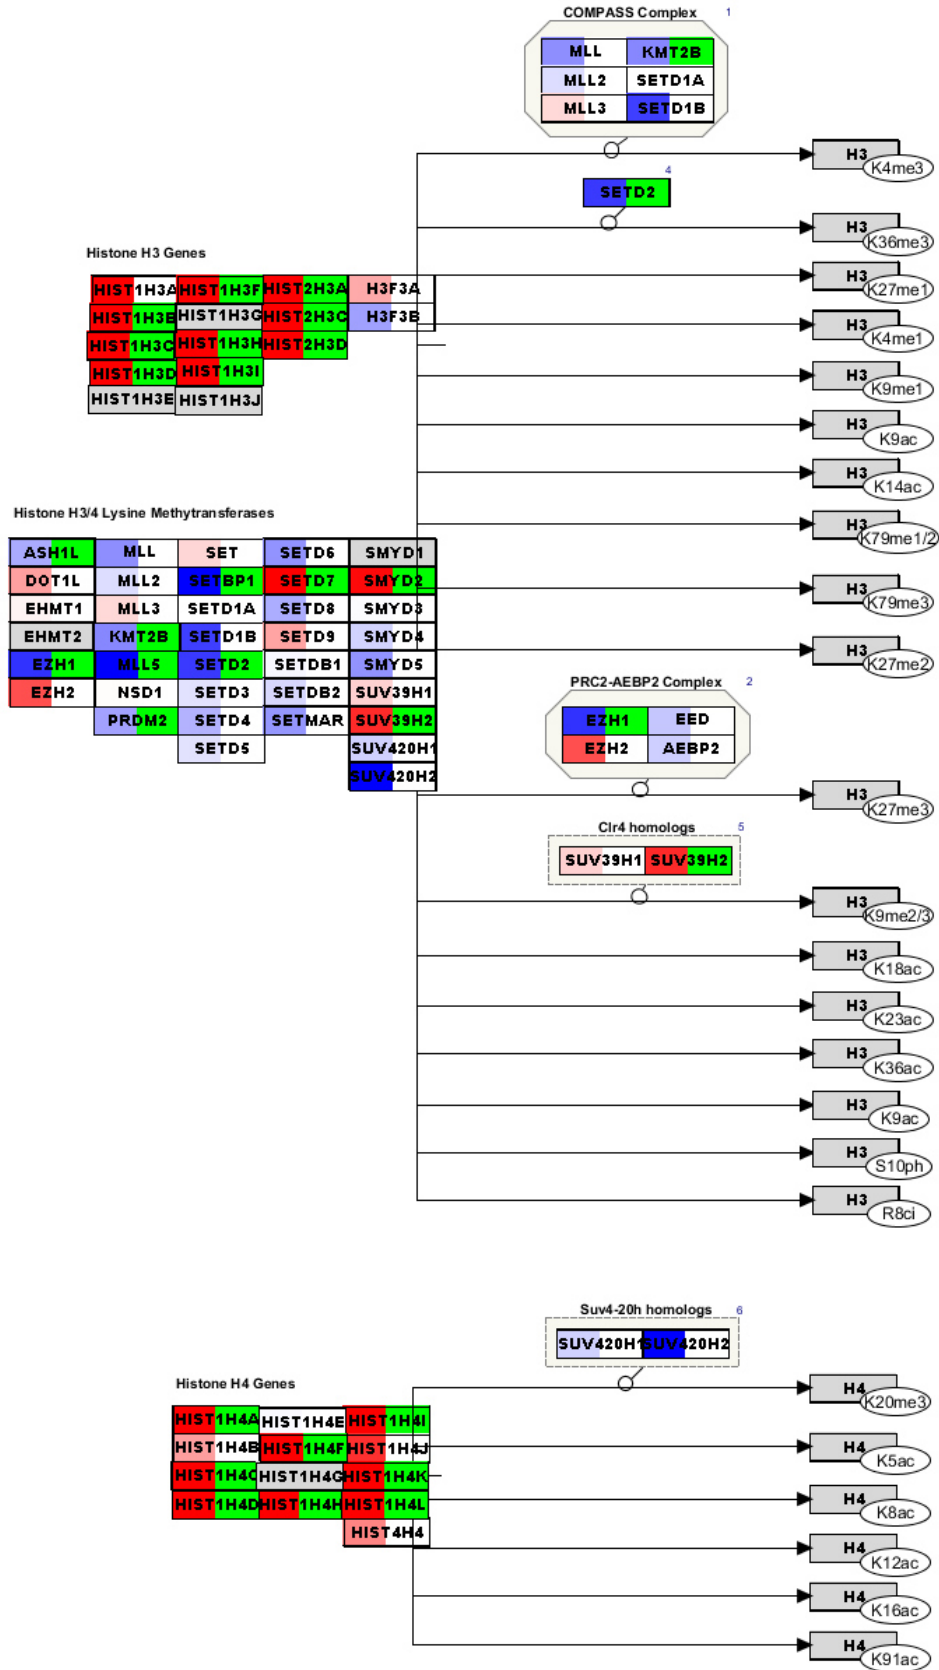 COMPASS Complex 1
MLL KMT2B
MLL2 SETD1A
MLL3 SETD1B
H3
K4me3
4
SETD2
H3
K36me3
Histone H3 Genes
H3
K27me1
HIST1H3A HIST1H3F HIST2H3A H3F3A
HIST1H3B HIST1H3G HIST2H3C H3F3B
H3
K4me1
HIST1H3C HIST1H3H HIST2H3D
HIST1H3D HIST1H3I
H3
K9me1
HIST1H3E HIST1H3J
H3
K9ac
H3
K14ac
Histone H3/4 Lysine Methytransferases
H3
K79me1/2
ASH1L MLL SET SETD6 SMYD1
DOT1L MLL2 SETBP1 SETD7 SMYD2
H3
K79me3
EHMT1 MLL3 SETD1A SETD8 SMYD3
EHMT2 KMT2B SETD1B SETD9 SMYD4
H3
K27me2
EZH1 MLL5 SETD2 SETDB1 SMYD5
EZH2 NSD1 SETD3 SETDB2 SUV39H1
PRDM2 SETD4 SETMAR SUV39H2
SETD5 SUV420H1
SUV420H2
PRC2-AEBP2 Complex 2
EZH1 EED
EZH2 AEBP2
H3
K27me3
Clr4 homologs 5
SUV39H1 SUV39H2
H3
K9me2/3
H3
K18ac
H3
K23ac
H3
K36ac
H3
K9ac
H3
S10ph
H3
R8ci
Suv4-20h homologs 6
SUV420H1 SUV420H2
Histone H4 Genes
H4
K20me3
HIST1H4A HIST1H4E HIST1H4I
HIST1H4B HIST1H4F HIST1H4J
H4
K5ac
HIST1H4C HIST1H4G HIST1H4K
HIST1H4D HIST1H4H HIST1H4L
H4
K8ac
HIST4H4
H4
K12ac
H4
K16ac
H4
K91ac